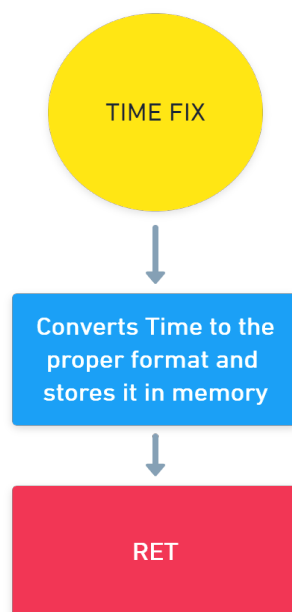 TIME FIX
Converts Time to the
proper format and
stores it in memory
RET